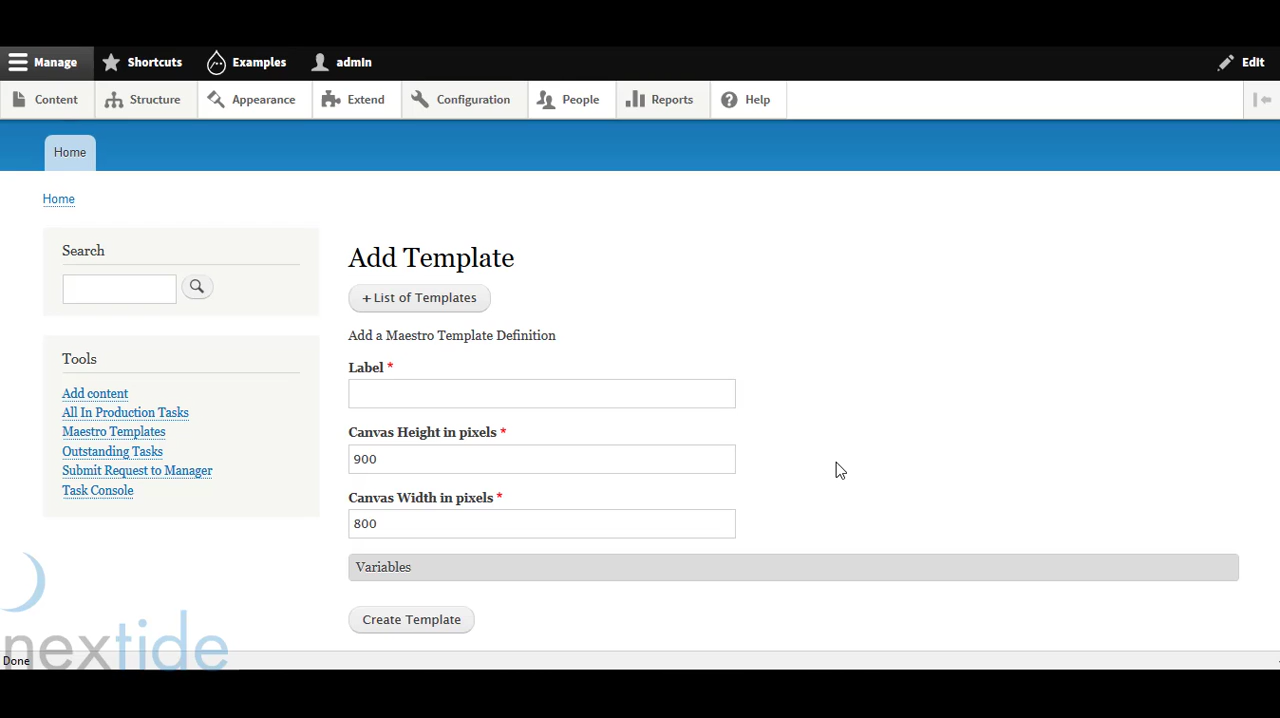 Manage Shortcuts Examples admin Edit
Content Structure Appearance Extend Configuration People Reports Help
Home
Home
Search
Tools
Add content
All In Production Tasks
Maestro Templates
Outstanding Tasks
Submit Request to Manager
Task Console
Add Template
+ List of Templates
Add a Maestro Template Definition
Label *
Canvas Height in pixels *
900
Canvas Width in pixels *
800
Variables
Create Template
nextide
Done